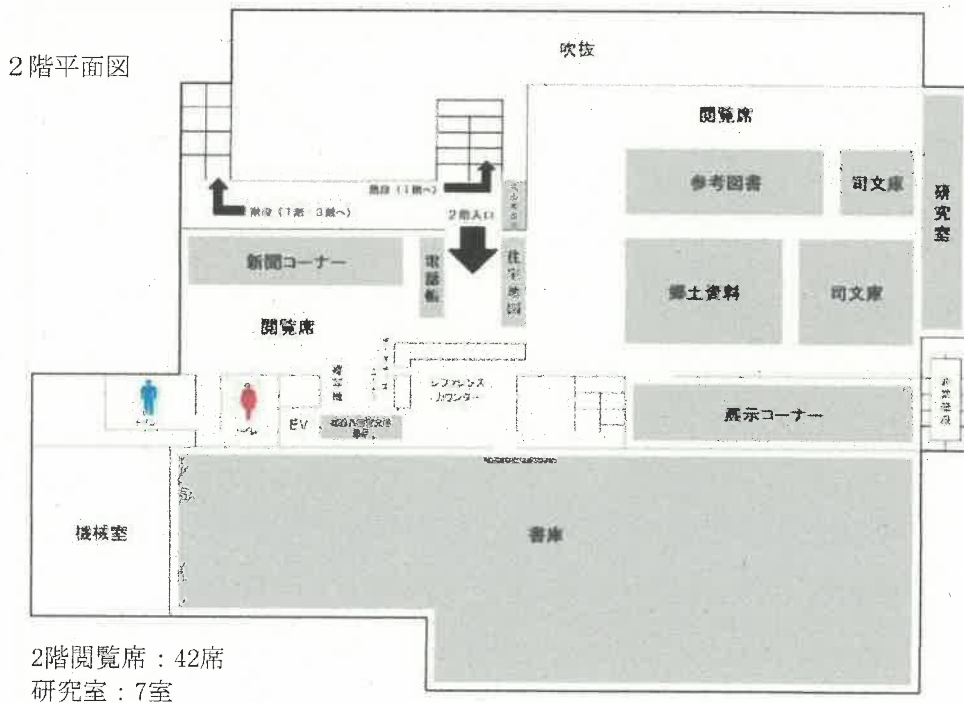 2階平面図
吹抜
閲覧席
参考図書
司文庫
研究室
階段(1階へ)
階段(1階・3階へ)
2階入口
新聞コーナー
電話帳
住宅地図
郷土資料
司文庫
閲覧席
レファレンス
カウンター
EV
展示コーナー
機械室
書庫
2階閲覧席：42席
研究室：7室